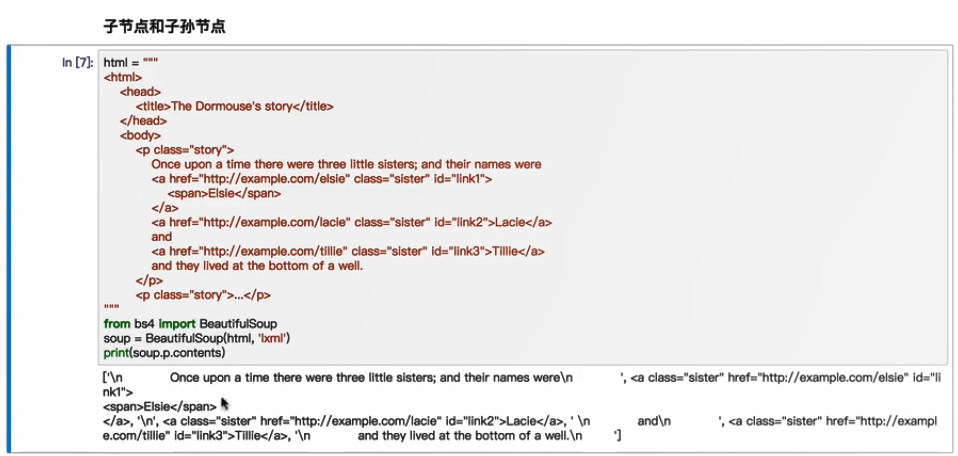 子节点和子孙节点
In [7]: html = """
<html>
<head>
<title>The Dormouse's story</title>
</head>
<body>
<p class="story">
Once upon a time there were three little sisters; and their names were
<a href="http://example.com/elsie" class="sister" id="link1">
<span>Elsie</span>
</a>
<a href="http://example.com/lacie" class="sister" id="link2">Lacie</a>
and
<a href="http://example.com/tillie" class="sister" id="link3">Tillie</a>
and they lived at the bottom of a well.
</p>
<p class="story">...</p>
"""
from bs4 import BeautifulSoup
soup = BeautifulSoup(html, 'lxml')
print(soup.p.contents)
['\n Once upon a time there were three little sisters; and their names were\n ', <a class="sister" href="http://example.com/elsie" id="li
nk1">
<span>Elsie</span>
</a>, '\n', <a class="sister" href="http://example.com/lacie" id="link2">Lacie</a>, ' \n and\n ', <a class="sister" href="http://exampl
e.com/tillie" id="link3">Tillie</a>, '\n and they lived at the bottom of a well.\n ']